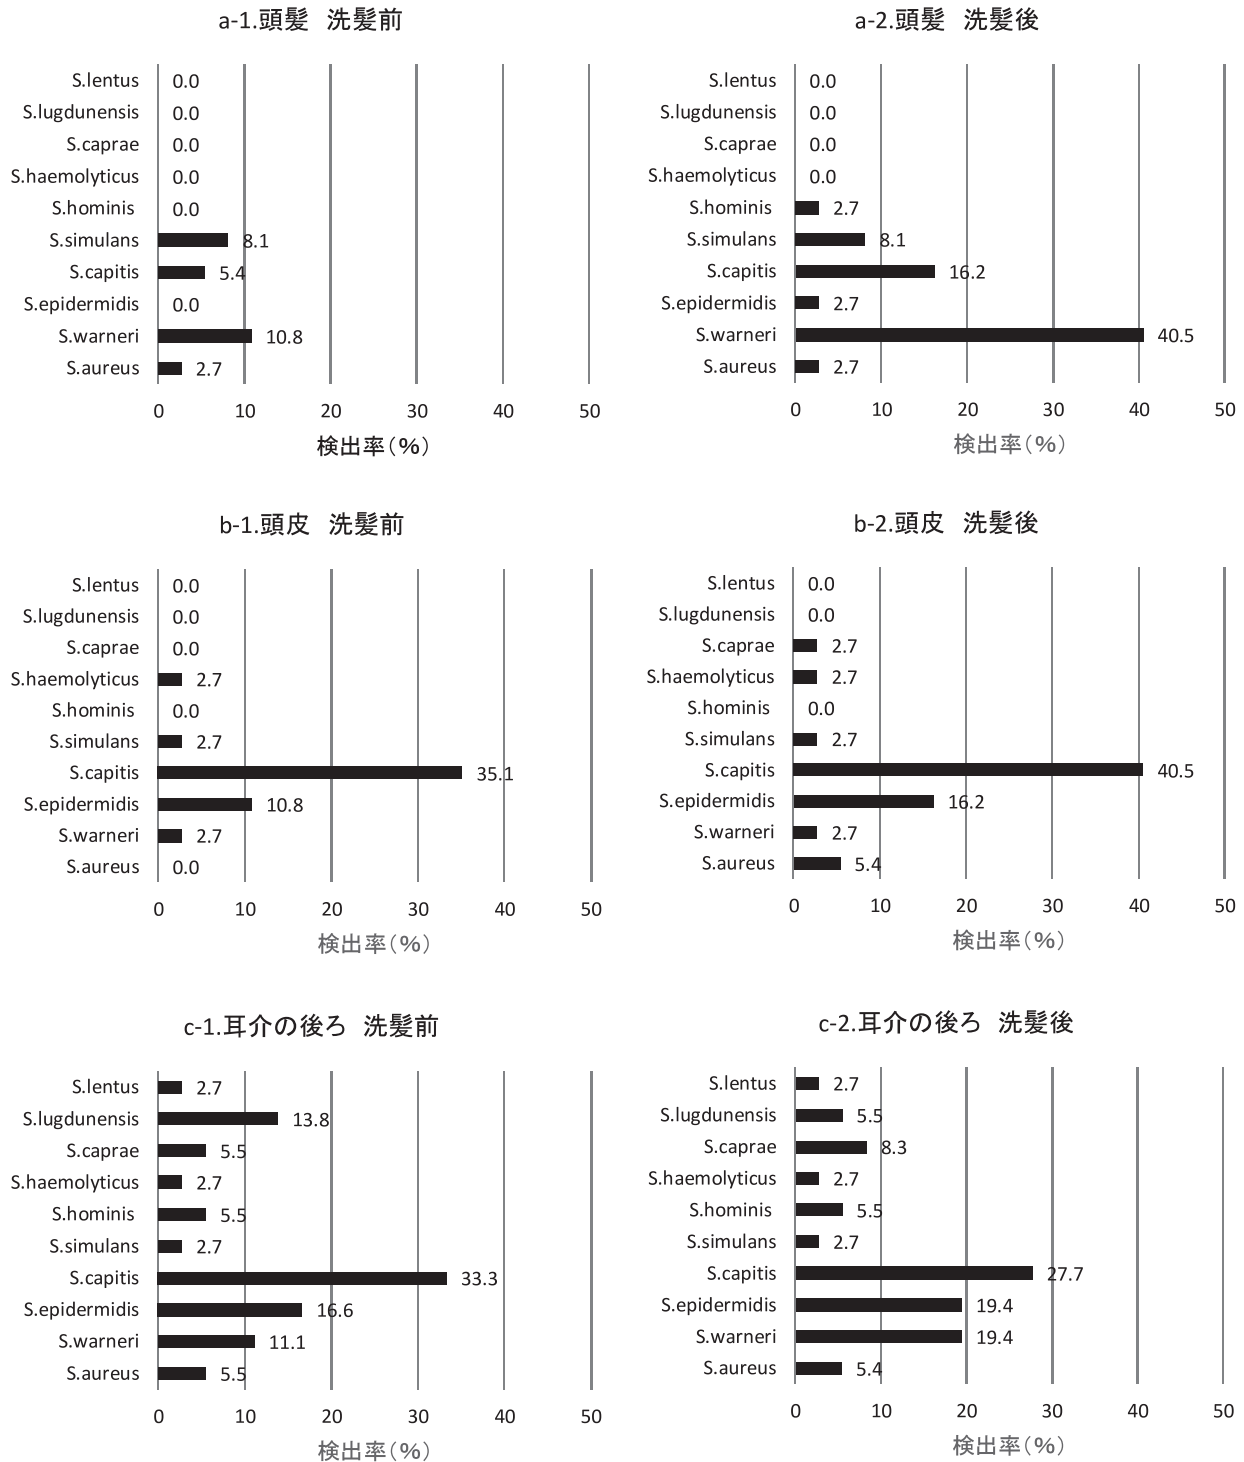 a-1.頭髪　洗髪前
S.lentus 0.0
S.lugdunensis 0.0
S.caprae 0.0
S.haemolyticus 0.0
S.hominis 0.0
S.simulans 8.1
S.capitis 5.4
S.epidermidis 0.0
S.warneri 10.8
S.aureus 2.7
0 10 20 30 40 50
検出率(%)
a-2.頭髪　洗髪後
S.lentus 0.0
S.lugdunensis 0.0
S.caprae 0.0
S.haemolyticus 0.0
S.hominis 2.7
S.simulans 8.1
S.capitis 16.2
S.epidermidis 2.7
S.warneri 40.5
S.aureus 2.7
0 10 20 30 40 50
検出率(%)
b-1.頭皮　洗髪前
S.lentus 0.0
S.lugdunensis 0.0
S.caprae 0.0
S.haemolyticus 2.7
S.hominis 0.0
S.simulans 2.7
S.capitis 35.1
S.epidermidis 10.8
S.warneri 2.7
S.aureus 0.0
0 10 20 30 40 50
検出率(%)
b-2.頭皮　洗髪後
S.lentus 0.0
S.lugdunensis 0.0
S.caprae 2.7
S.haemolyticus 2.7
S.hominis 0.0
S.simulans 2.7
S.capitis 40.5
S.epidermidis 16.2
S.warneri 2.7
S.aureus 5.4
0 10 20 30 40 50
検出率(%)
c-1.耳介の後ろ　洗髪前
S.lentus 2.7
S.lugdunensis 13.8
S.caprae 5.5
S.haemolyticus 2.7
S.hominis 5.5
S.simulans 2.7
S.capitis 33.3
S.epidermidis 16.6
S.warneri 11.1
S.aureus 5.5
0 10 20 30 40 50
検出率(%)
c-2.耳介の後ろ　洗髪後
S.lentus 2.7
S.lugdunensis 5.5
S.caprae 8.3
S.haemolyticus 2.7
S.hominis 5.5
S.simulans 2.7
S.capitis 27.7
S.epidermidis 19.4
S.warneri 19.4
S.aureus 5.4
0 10 20 30 40 50
検出率(%)